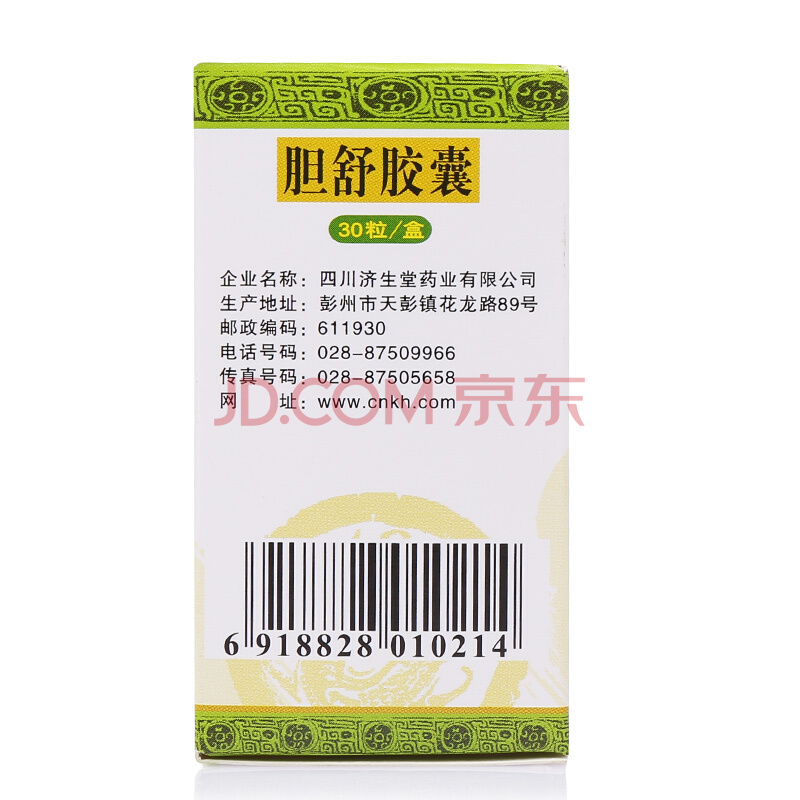 胆舒胶囊
30粒/盒
企业名称：四川济生堂药业有限公司
生产地址：彭州市天彭镇花龙路89号
邮政编码：611930
电话号码：028-87509966
传真号码：028-87505658
网　　址：www.cnkh.com
JD.COM 京东
6 918828 010214